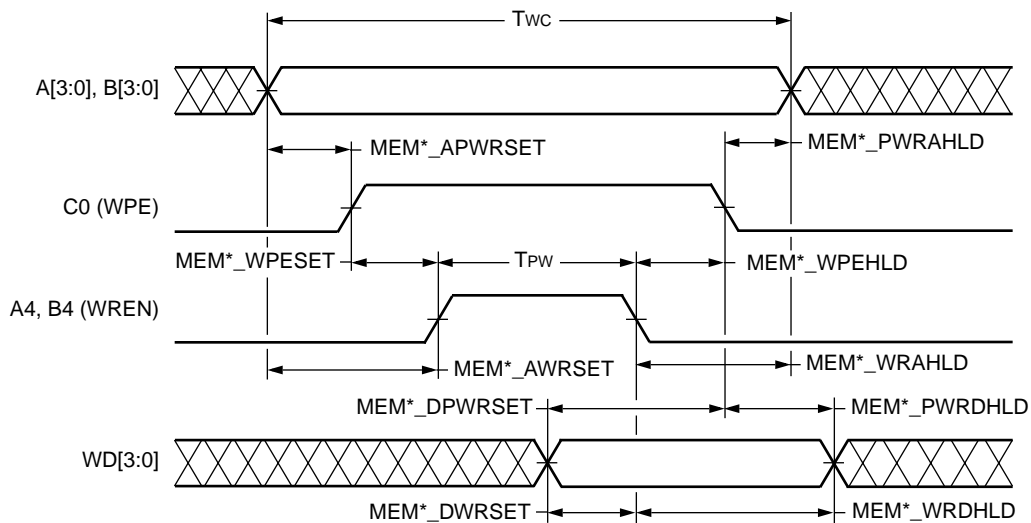 TWC
A[3:0], B[3:0]
MEM*_APWRSET
MEM*_PWRAHLD
C0 (WPE)
MEM*_WPESET
TPW
MEM*_WPEHLD
A4, B4 (WREN)
MEM*_AWRSET
MEM*_WRAHLD
MEM*_DPWRSET
MEM*_PWRDHLD
WD[3:0]
MEM*_DWRSET
MEM*_WRDHLD